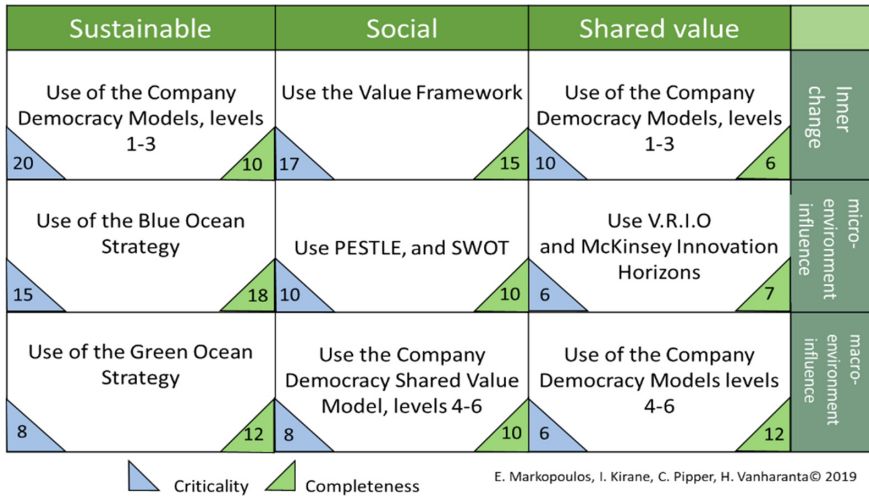 Sustainable
Social
Shared value
Use of the Company
Democracy Models, levels
1-3
20
10
Use the Value Framework
17
15
Use of the Company
Democracy Models, levels
1-3
10
6
Inner
change
Use of the Blue Ocean
Strategy
15
18
Use PESTLE, and SWOT
10
10
Use V.R.I.O
and McKinsey Innovation
Horizons
6
7
micro-
environment
influence
Use of the Green Ocean
Strategy
8
12
Use the Company
Democracy Shared Value
Model, levels 4-6
8
10
Use of the Company
Democracy Models levels
4-6
6
12
macro-
environment
influence
Criticality
Completeness
E. Markopoulos, I. Kirane, C. Pipper, H. Vanharanta© 2019